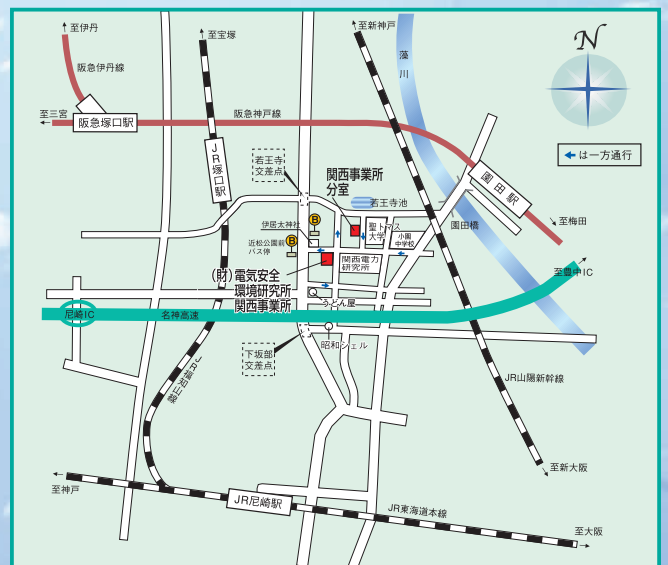 至伊丹
至宝塚
至新神戸
藻川
N
阪急伊丹線
至三宮
阪急塚口駅
阪急神戸線
は一方通行
JR塚口駅
若王寺
交差点
関西事業所
分室
園田駅
若王寺池
伊居太神社
B
聖トマス
大学
小園
中学校
園田橋
至梅田
近松公園前
バス停
B
関西電力
研究所
(財)電気安全
環境研究所
関西事業所
至豊中IC
うどん屋
尼崎IC
名神高速
昭和シェル
下坂部
交差点
JR福知山線
JR山陽新幹線
至新大阪
至神戸
JR尼崎駅
JR東海道本線
至大阪